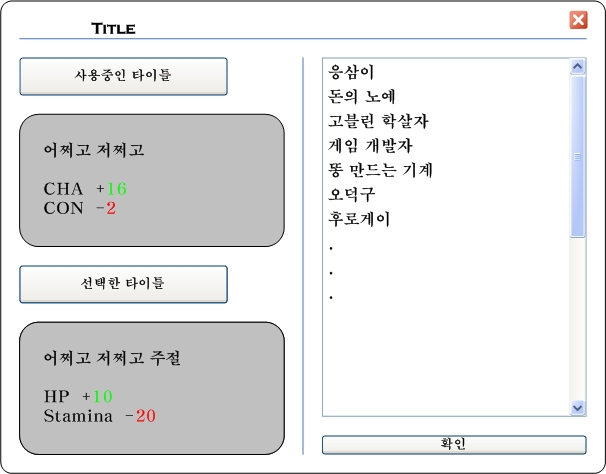 Title
사용중인 타이틀
어쩌고 저쩌고
CHA +16
CON -2
선택한 타이틀
어쩌고 저쩌고 주절
HP +10
Stamina -20
응삼이
돈의 노예
고블린 학살자
게임 개발자
똥 만드는 기계
오덕구
후로게이
.
.
.
확인